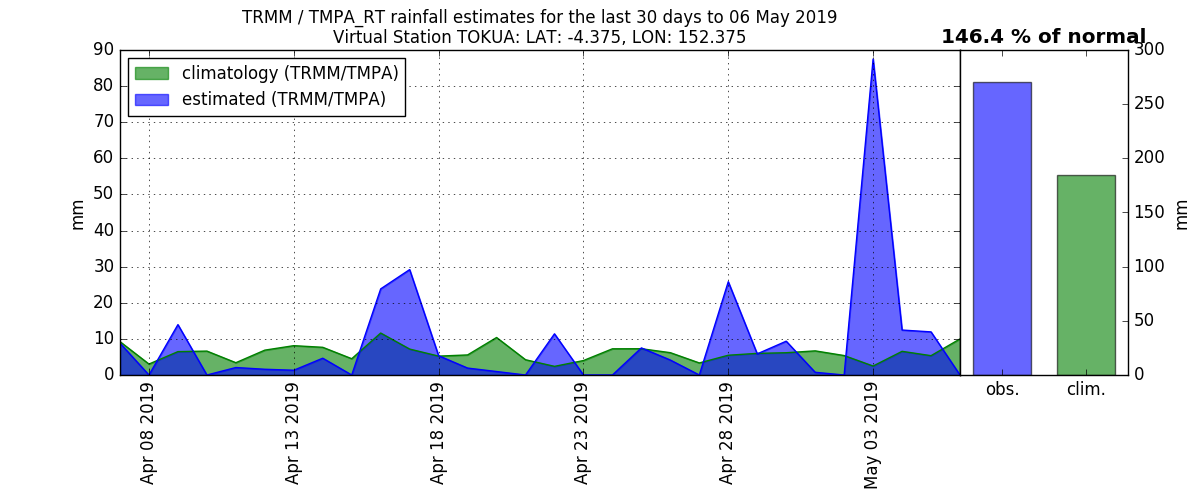 TRMM / TMPA_RT rainfall estimates for the last 30 days to 06 May 2019
Virtual Station TOKUA: LAT: -4.375, LON: 152.375
146.4 % of normal
climatology (TRMM/TMPA)
estimated (TRMM/TMPA)
90
80
70
60
50
40
30
20
10
0
mm
Apr 08 2019
Apr 13 2019
Apr 18 2019
Apr 23 2019
Apr 28 2019
May 03 2019
obs.
clim.
300
250
200
150
100
50
0
mm